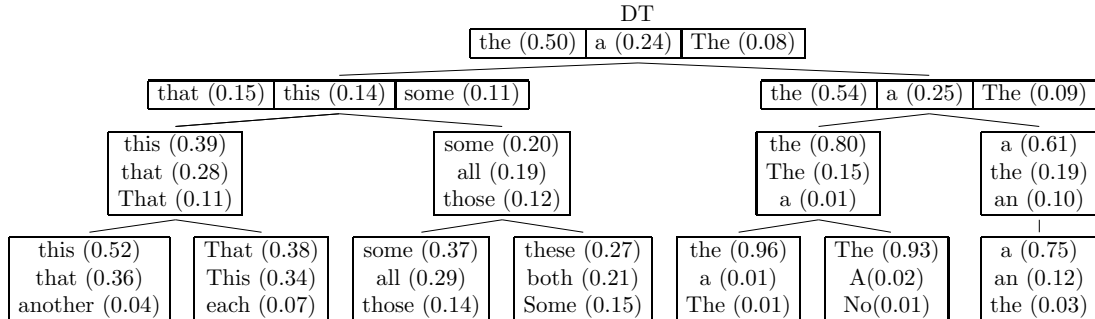 DT
the (0.50) a (0.24) The (0.08)
that (0.15) this (0.14) some (0.11) the (0.54) a (0.25) The (0.09)
this (0.39) some (0.20) the (0.80) a (0.61)
that (0.28) all (0.19) The (0.15) the (0.19)
That (0.11) those (0.12) a (0.01) an (0.10)
this (0.52) That (0.38) some (0.37) these (0.27) the (0.96) The (0.93) a (0.75)
that (0.36) This (0.34) all (0.29) both (0.21) a (0.01) A(0.02) an (0.12)
another (0.04) each (0.07) those (0.14) Some (0.15) The (0.01) No(0.01) the (0.03)